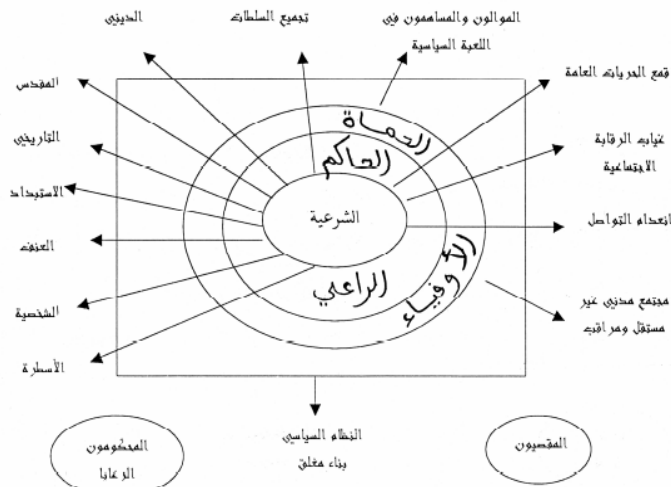 الموالون والمساهمون في
اللعبة السياسية
تجميع السلطات
الديني
قمع الحريات العامة
المقدس
الحماة
الحاكم
غياب الرقابة
الاجتماعية
التاريخي
الشرعية
انعدام التواصل
الاستبداد
العنف
الراعي
الأوفياء
مجتمع مدني غير
مستقل ومراقب
الشخصية
الأسطرة
النظام السياسي
بناء مغلق
المقصيون
المحكومون
الرعايا